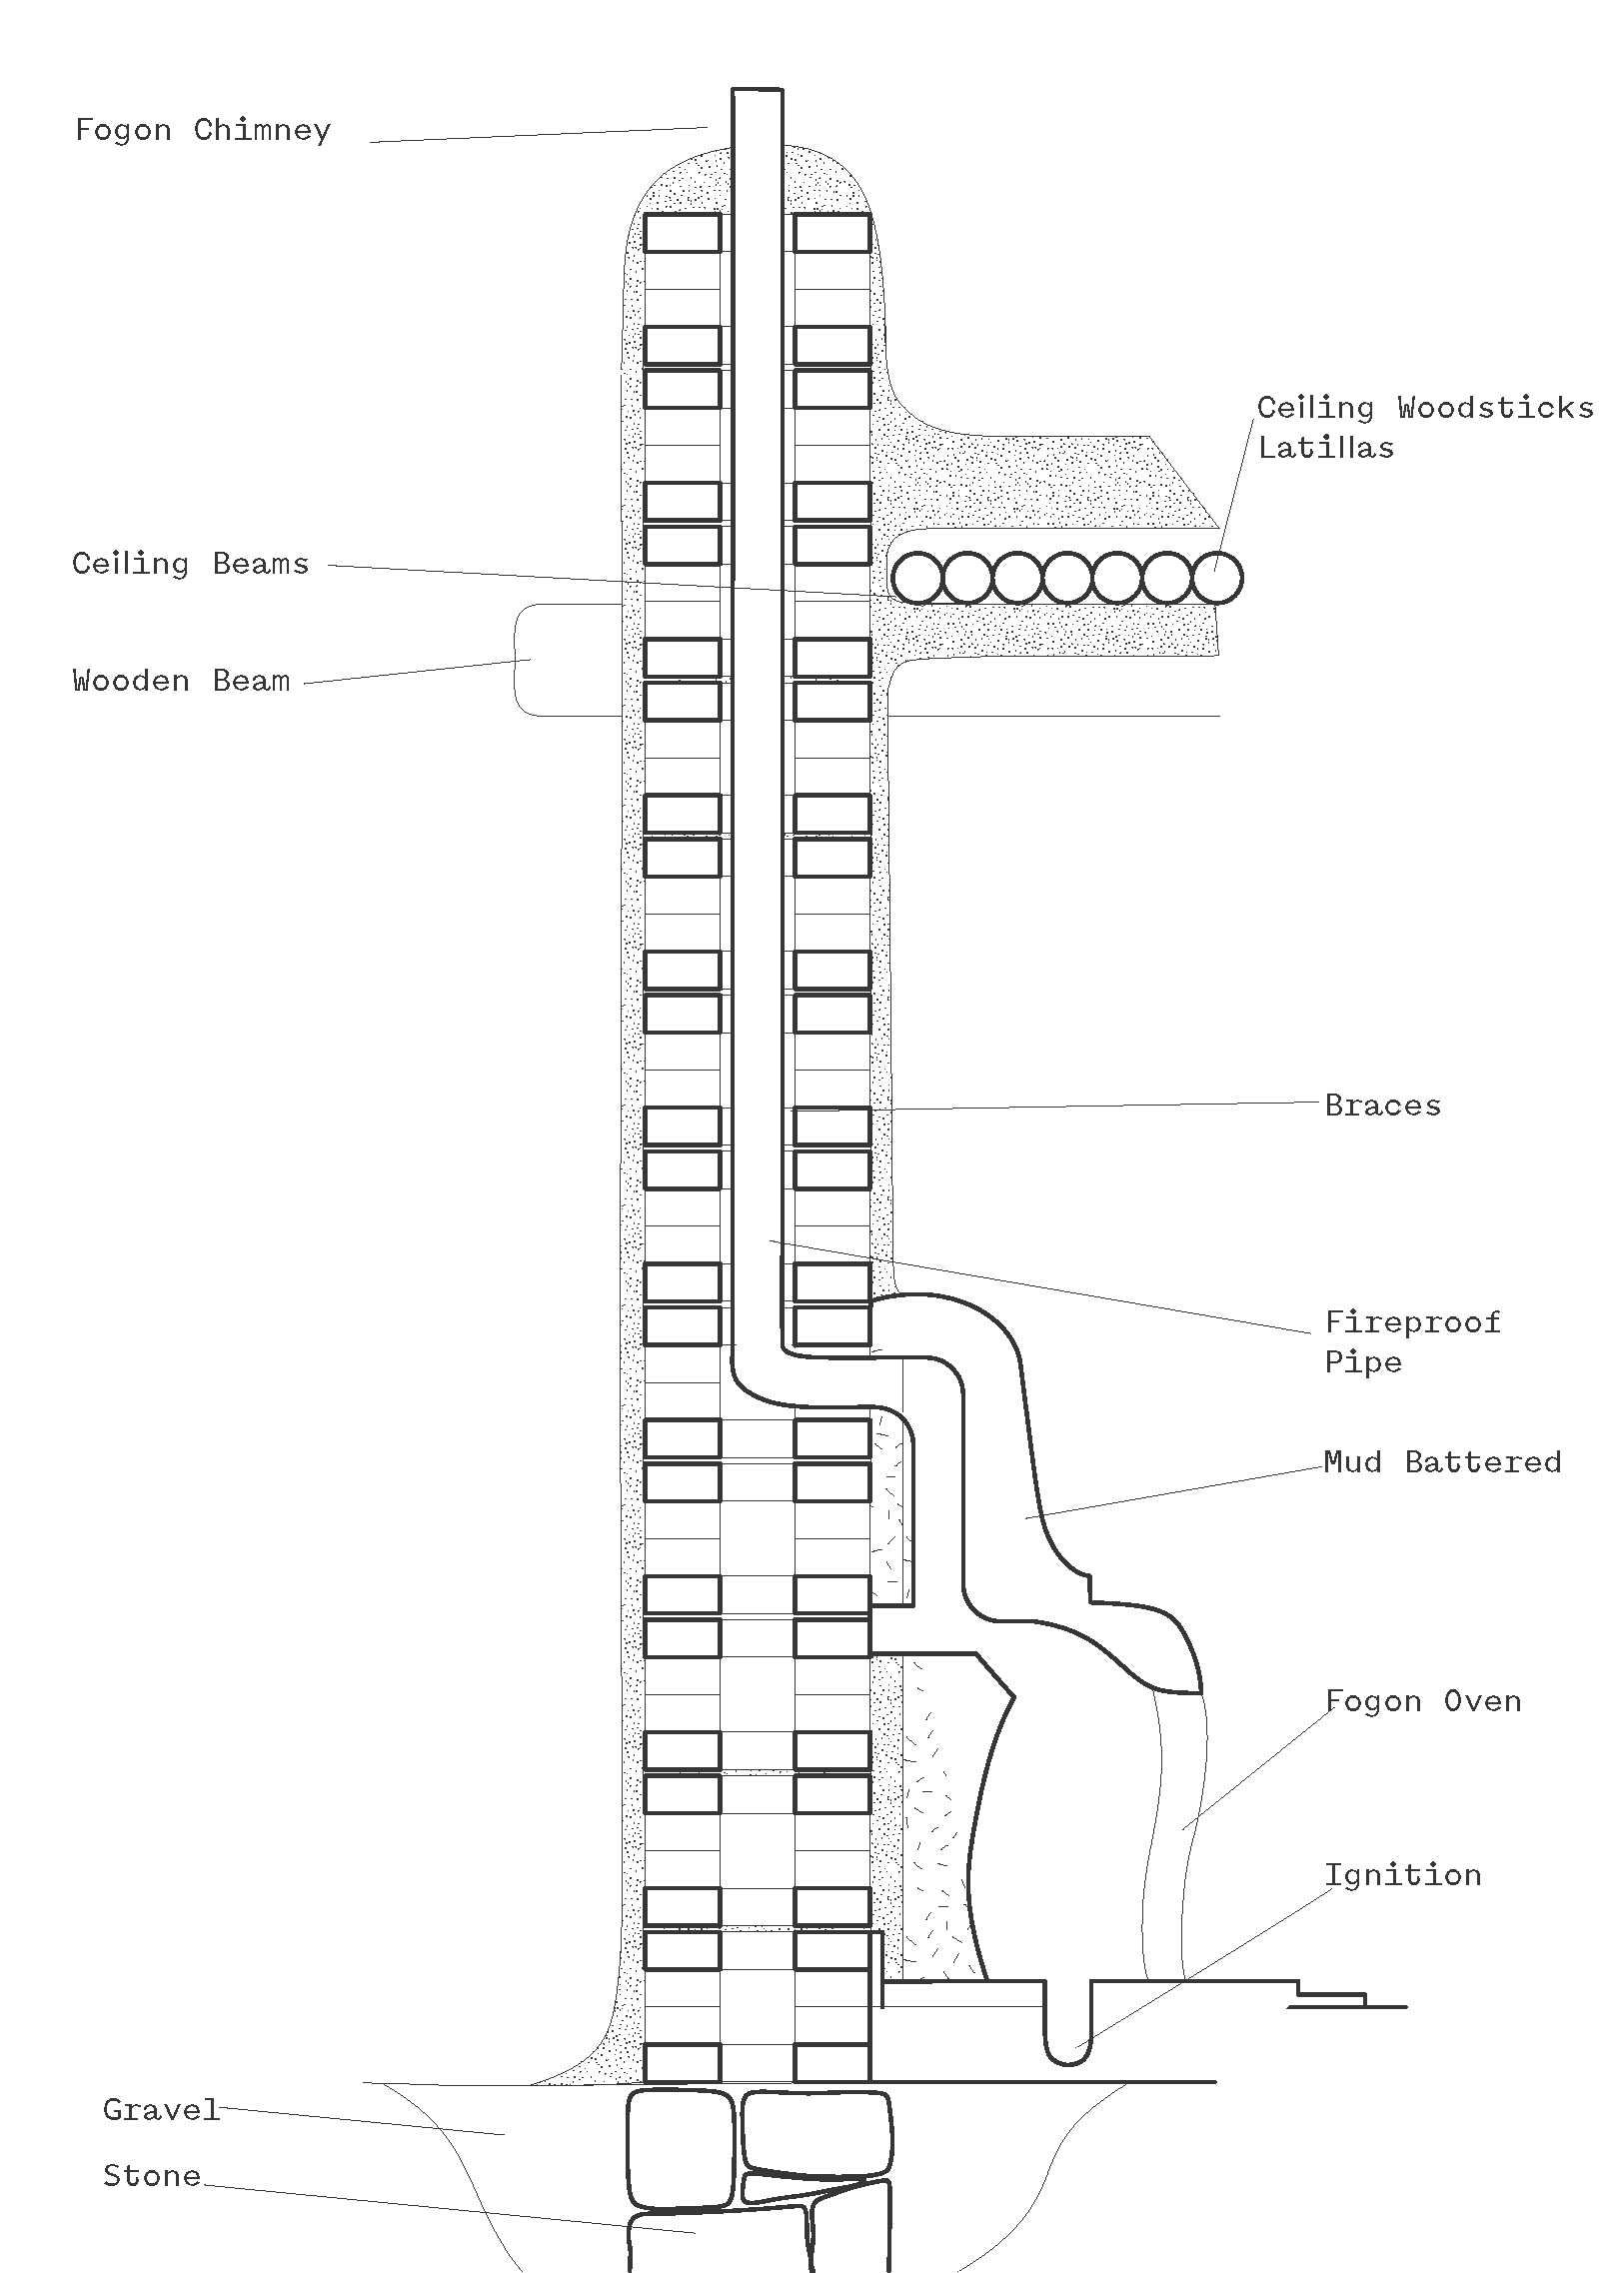 Fogon Chimney
Ceiling Woodsticks
Latillas
Ceiling Beams
Wooden Beam
Braces
Fireproof
Pipe
Mud Battered
Fogon Oven
Ignition
Gravel
Stone